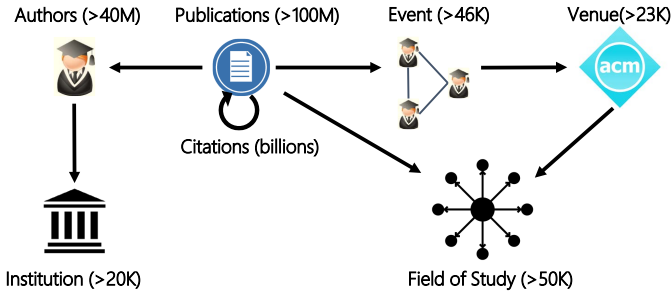 Authors (>40M)
Publications (>100M)
Event (>46K)
Venue(>23K)
acm
Citations (billions)
Institution (>20K)
Field of Study (>50K)